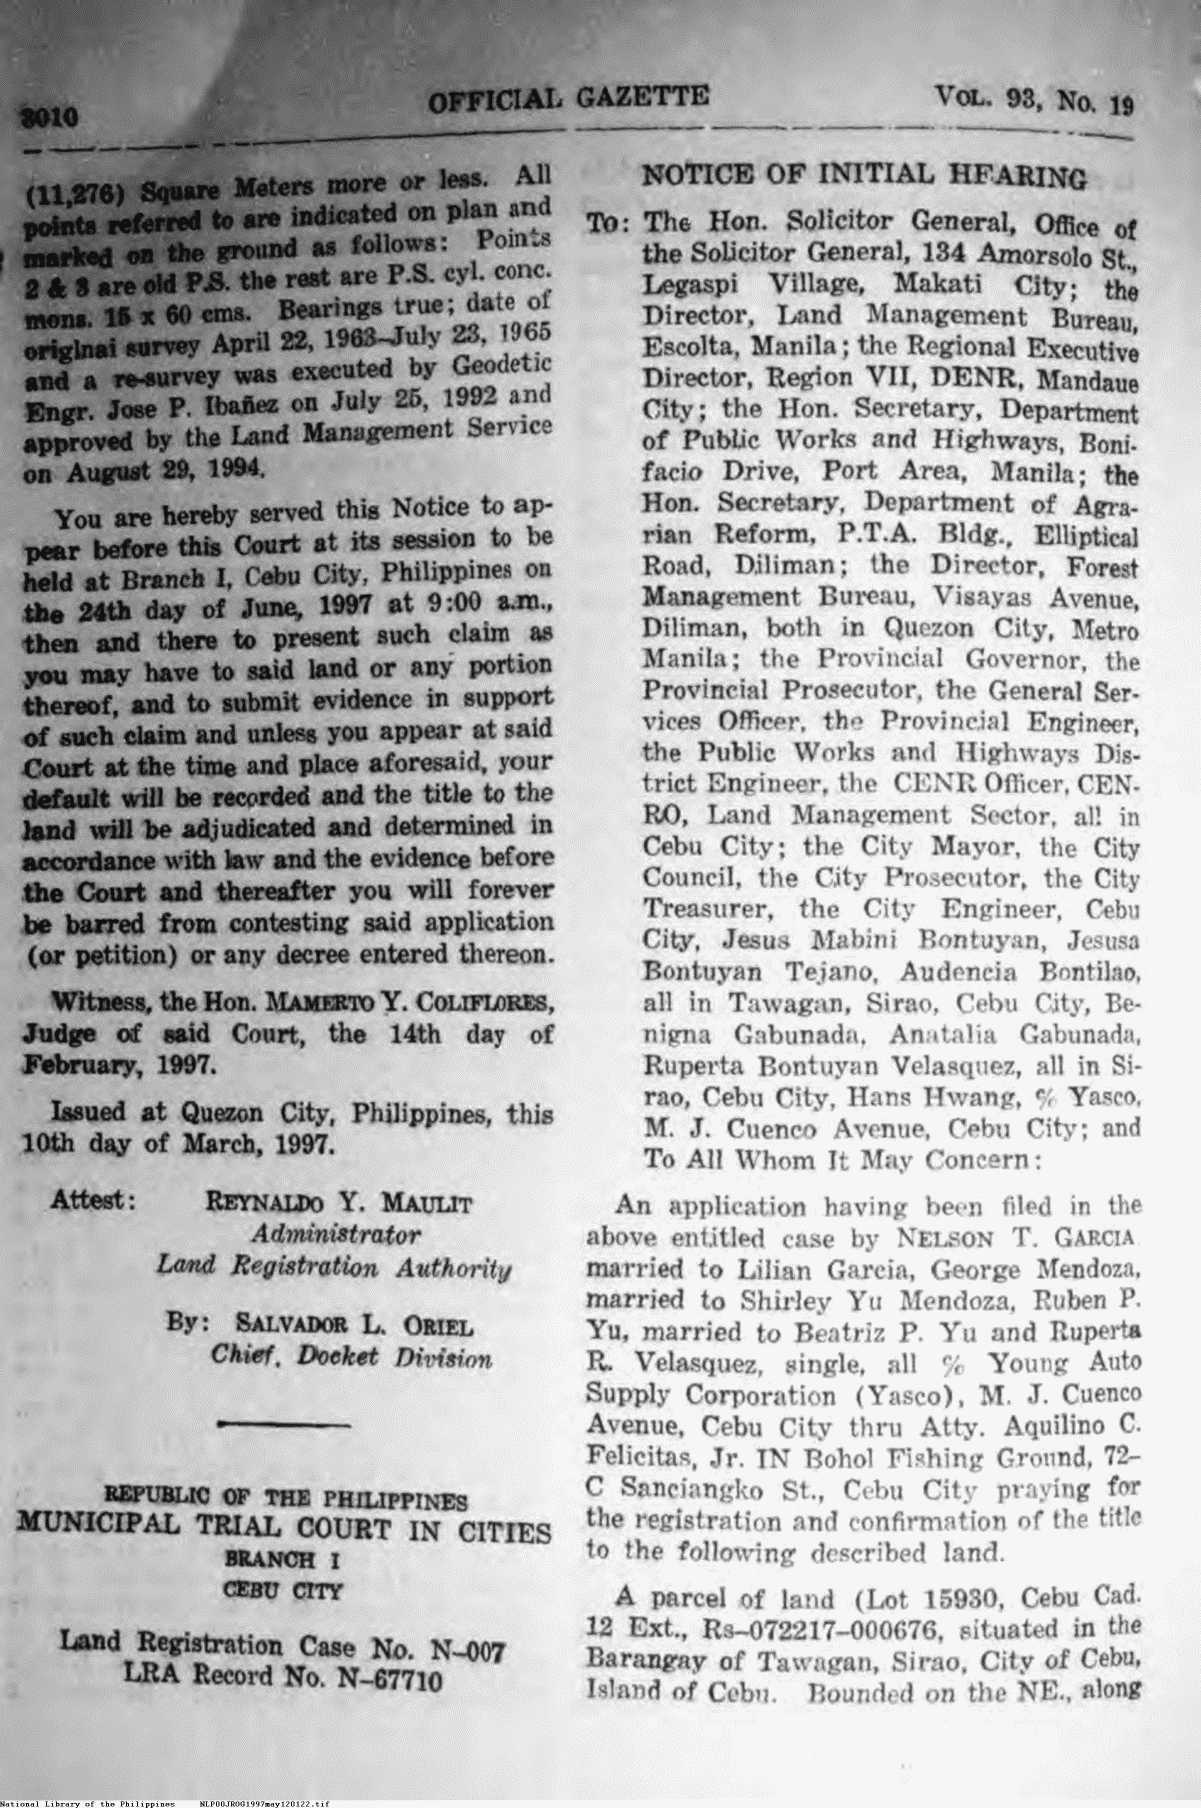 3010
OFFICIAL GAZETTE
VOL. 93, No. 19
(11,276) Square Meters more or less. All
points referred to are indicated on plan and
marked on the ground as follows: Points
2 & 3 are old P.S. the rest are P.S. cyl. conc.
mons. 15 x 60 cms. Bearings true; date of
originai survey April 22, 1963–July 23, 1965
and a re-survey was executed by Geodetic
Engr. Jose P. Ibañez on July 25, 1992 and
approved by the Land Management Service
on August 29, 1994.
You are hereby served this Notice to ap-
pear before this Court at its session to be
held at Branch I, Cebu City, Philippines on
the 24th day of June, 1997 at 9:00 a.m.,
then and there to present such claim as
you may have to said land or any portion
thereof, and to submit evidence in support
of such claim and unless you appear at said
Court at the time and place aforesaid, your
default will be recorded and the title to the
land will be adjudicated and determined in
accordance with law and the evidence before
the Court and thereafter you will forever
be barred from contesting said application
(or petition) or any decree entered thereon.
Witness, the Hon. MAMERTO Y. COLIFLORES,
Judge of said Court, the 14th day of
February, 1997.
Issued at Quezon City, Philippines, this
10th day of March, 1997.
Attest: REYNALDO Y. MAULIT
Administrator
Land Registration Authority
By: SALVADOR L. ORIEL
Chief, Docket Division
REPUBLIC OF THE PHILIPPINES
MUNICIPAL TRIAL COURT IN CITIES
BRANCH I
CEBU CITY
Land Registration Case No. N–007
LRA Record No. N–67710
NOTICE OF INITIAL HEARING
To: The Hon. Solicitor General, Office of
the Solicitor General, 134 Amorsolo St.,
Legaspi Village, Makati City; the
Director, Land Management Bureau,
Escolta, Manila; the Regional Executive
Director, Region VII, DENR, Mandaue
City; the Hon. Secretary, Department
of Public Works and Highways, Boni-
facio Drive, Port Area, Manila; the
Hon. Secretary, Department of Agra-
rian Reform, P.T.A. Bldg., Elliptical
Road, Diliman; the Director, Forest
Management Bureau, Visayas Avenue,
Diliman, both in Quezon City, Metro
Manila; the Provincial Governor, the
Provincial Prosecutor, the General Ser-
vices Officer, the Provincial Engineer,
the Public Works and Highways Dis-
trict Engineer, the CENR Officer, CEN-
RO, Land Management Sector, all in
Cebu City; the City Mayor, the City
Council, the City Prosecutor, the City
Treasurer, the City Engineer, Cebu
City, Jesus Mabini Bontuyan, Jesusa
Bontuyan Tejano, Audencia Bontilao,
all in Tawagan, Sirao, Cebu City, Be-
nigna Gabunada, Anatalia Gabunada,
Ruperta Bontuyan Velasquez, all in Si-
rao, Cebu City, Hans Hwang, % Yasco,
M. J. Cuenco Avenue, Cebu City; and
To All Whom It May Concern:
An application having been filed in the
above entitled case by NELSON T. GARCIA
married to Lilian Garcia, George Mendoza,
married to Shirley Yu Mendoza, Ruben P.
Yu, married to Beatriz P. Yu and Ruperta
R. Velasquez, single, all % Young Auto
Supply Corporation (Yasco), M. J. Cuenco
Avenue, Cebu City thru Atty. Aquilino C.
Felicitas, Jr. IN Bohol Fishing Ground, 72–
C Sanciangko St., Cebu City praying for
the registration and confirmation of the title
to the following described land.
A parcel of land (Lot 15930, Cebu Cad.
12 Ext., Rs–072217–000676, situated in the
Barangay of Tawagan, Sirao, City of Cebu,
Island of Cebu. Bounded on the NE., along
National Library of the Philippines NLP00JROG1997may120122.tif